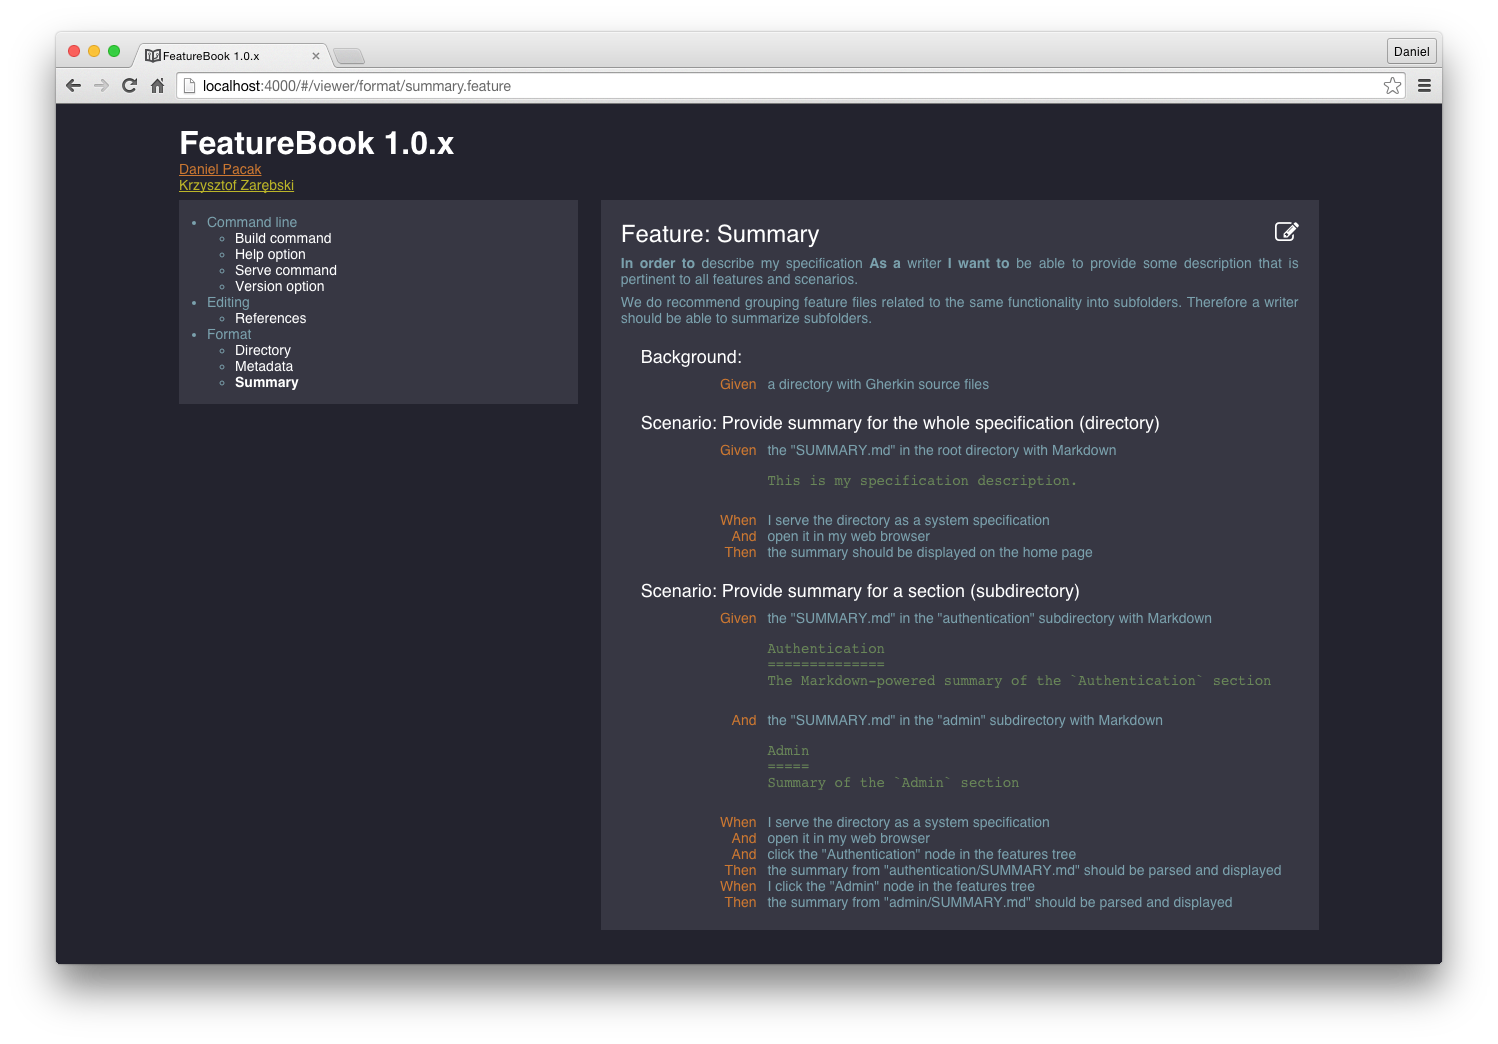 FeatureBook 1.0.x
Daniel
localhost:4000/#/viewer/format/summary.feature
FeatureBook 1.0.x
Daniel Pacak
Krzysztof Zarębski
Command line
Build command
Help option
Serve command
Version option
Editing
References
Format
Directory
Metadata
Summary
Feature: Summary
In order to describe my specification As a writer I want to be able to provide some description that is
pertinent to all features and scenarios.
We do recommend grouping feature files related to the same functionality into subfolders. Therefore a writer
should be able to summarize subfolders.
Background:
Given a directory with Gherkin source files
Scenario: Provide summary for the whole specification (directory)
Given the "SUMMARY.md" in the root directory with Markdown
This is my specification description.
When I serve the directory as a system specification
And open it in my web browser
Then the summary should be displayed on the home page
Scenario: Provide summary for a section (subdirectory)
Given the "SUMMARY.md" in the "authentication" subdirectory with Markdown
Authentication
==============
The Markdown-powered summary of the `Authentication` section
And the "SUMMARY.md" in the "admin" subdirectory with Markdown
Admin
=====
Summary of the `Admin` section
When I serve the directory as a system specification
And open it in my web browser
And click the "Authentication" node in the features tree
Then the summary from "authentication/SUMMARY.md" should be parsed and displayed
When I click the "Admin" node in the features tree
Then the summary from "admin/SUMMARY.md" should be parsed and displayed